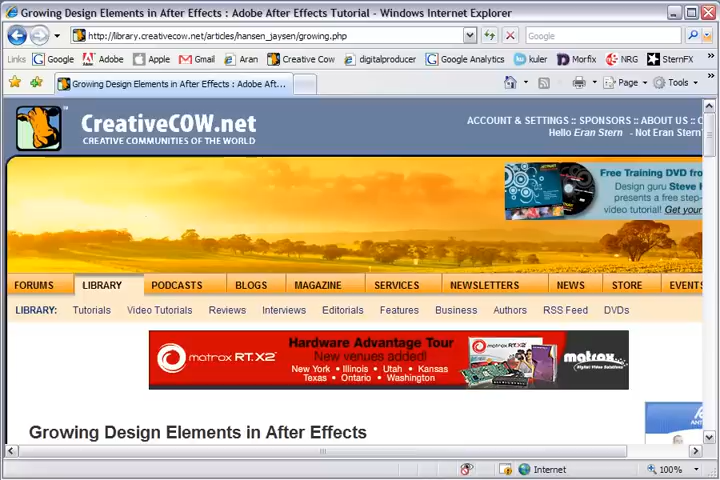 Growing Design Elements in After Effects : Adobe After Effects Tutorial - Windows Internet Explorer
http://library.creativecow.net/articles/hansen_jaysen/growing.php
Google
Links Google Adobe Apple Gmail Aran Creative Cow digitalproducer Google Analytics kuler Morfix NRG SternFX
Growing Design Elements in After Effects : Adobe Aft...
Page Tools
CreativeCOW.net
CREATIVE COMMUNITIES OF THE WORLD
ACCOUNT & SETTINGS :: SPONSORS :: ABOUT US :: C
Hello Eran Stern - Not Eran Stern
Free Training DVD fro
Design guru Steve H
presents a free step-
video tutorial! Get your
FORUMS LIBRARY PODCASTS BLOGS MAGAZINE SERVICES NEWSLETTERS NEWS STORE EVENTS
LIBRARY: Tutorials Video Tutorials Reviews Interviews Editorials Features Business Authors RSS Feed DVDs
matrox RT.X2
Hardware Advantage Tour
New venues added!
New York • Illinois • Utah • Kansas
Texas • Ontario • Washington
matrox
Digital Video Solutions
Growing Design Elements in After Effects
Internet
100%